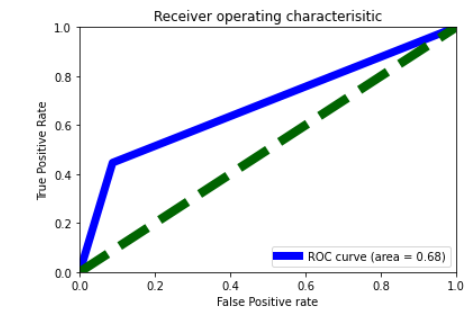 Receiver operating characterisitic
1.0
0.8
0.6
0.4
0.2
0.0
True Positive Rate
ROC curve (area = 0.68)
0.0 0.2 0.4 0.6 0.8 1.0
False Positive rate